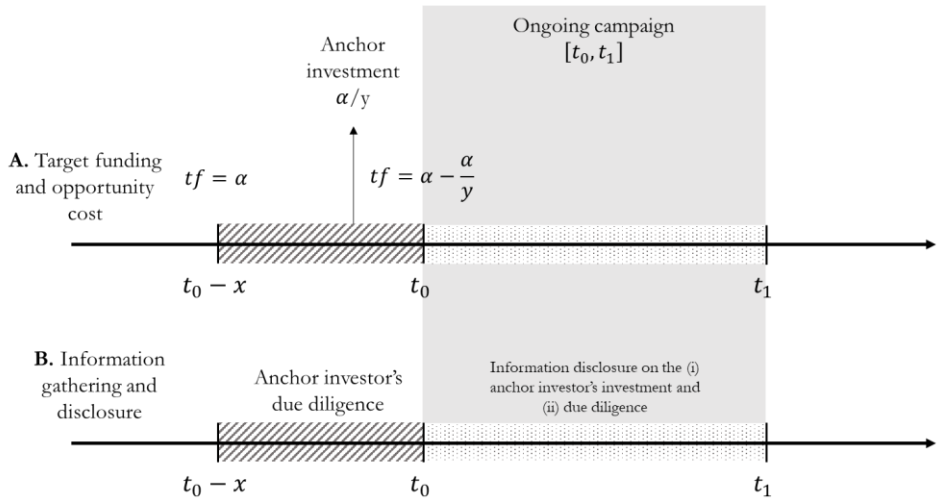 Ongoing campaign
[t₀, t₁]
Anchor
investment
α/y
A. Target funding
and opportunity
cost
tf = α
tf = α − α/y
t₀ − x
t₀
t₁
B. Information
gathering and
disclosure
Anchor investor's
due diligence
Information disclosure on the (i)
anchor investor's investment and
(ii) due diligence
t₀ − x
t₀
t₁